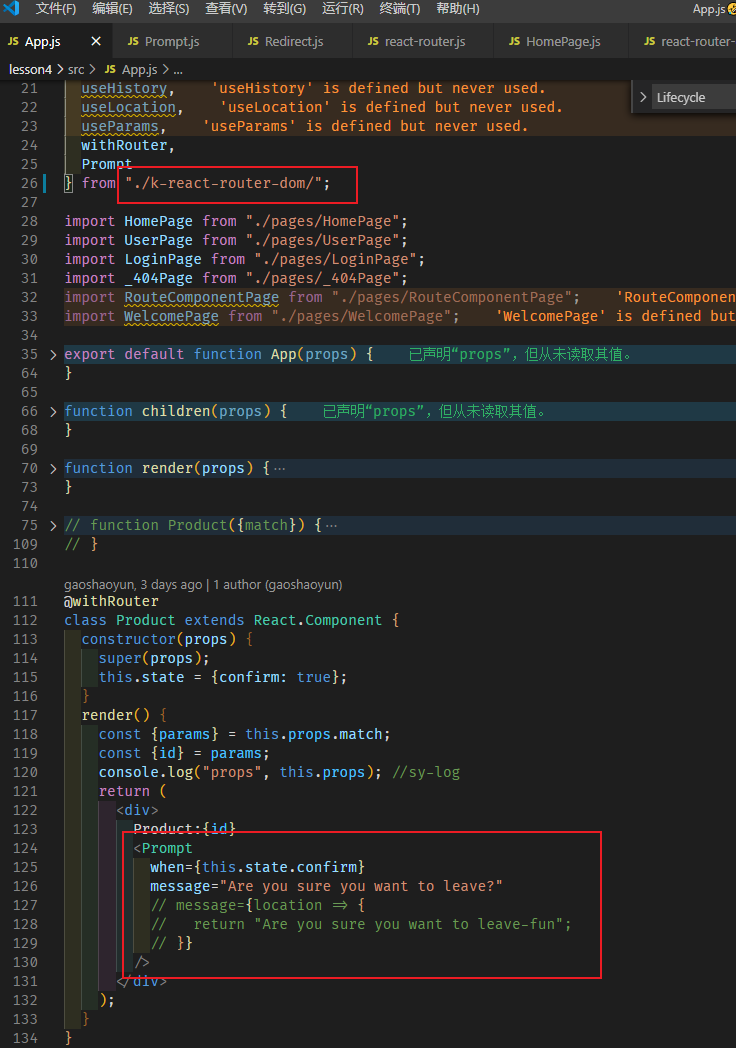 文件(F) 编辑(E) 选择(S) 查看(V) 转到(G) 运行(R) 终端(T) 帮助(H) App.js
JS App.js × JS Prompt.js JS Redirect.js JS react-router.js JS HomePage.js JS react-router-
lesson4 > src > JS App.js > ...
> Lifecycle
21 useHistory, 'useHistory' is defined but never used.
22 useLocation, 'useLocation' is defined but never used.
23 useParams, 'useParams' is defined but never used.
24 withRouter,
25 Prompt
26 } from "./k-react-router-dom/";
27
28 import HomePage from "./pages/HomePage";
29 import UserPage from "./pages/UserPage";
30 import LoginPage from "./pages/LoginPage";
31 import _404Page from "./pages/_404Page";
32 import RouteComponentPage from "./pages/RouteComponentPage"; 'RouteComponen
33 import WelcomePage from "./pages/WelcomePage"; 'WelcomePage' is defined but
34
35 > export default function App(props) { 已声明“props”，但从未读取其值。
64 }
65
66 > function children(props) { 已声明“props”，但从未读取其值。
68 }
69
70 > function render(props) { ···
73 }
74
75 > // function Product({match}) { ···
109 // }
110
gaoshaoyun, 3 days ago | 1 author (gaoshaoyun)
111 @withRouter
112 class Product extends React.Component {
113 constructor(props) {
114 super(props);
115 this.state = {confirm: true};
116 }
117 render() {
118 const {params} = this.props.match;
119 const {id} = params;
120 console.log("props", this.props); //sy-log
121 return (
122 <div>
123 Product:{id}
124 <Prompt
125 when={this.state.confirm}
126 message="Are you sure you want to leave?"
127 // message={location => {
128 // return "Are you sure you want to leave-fun";
129 // }}
130 />
131 </div>
132 );
133 }
134 }